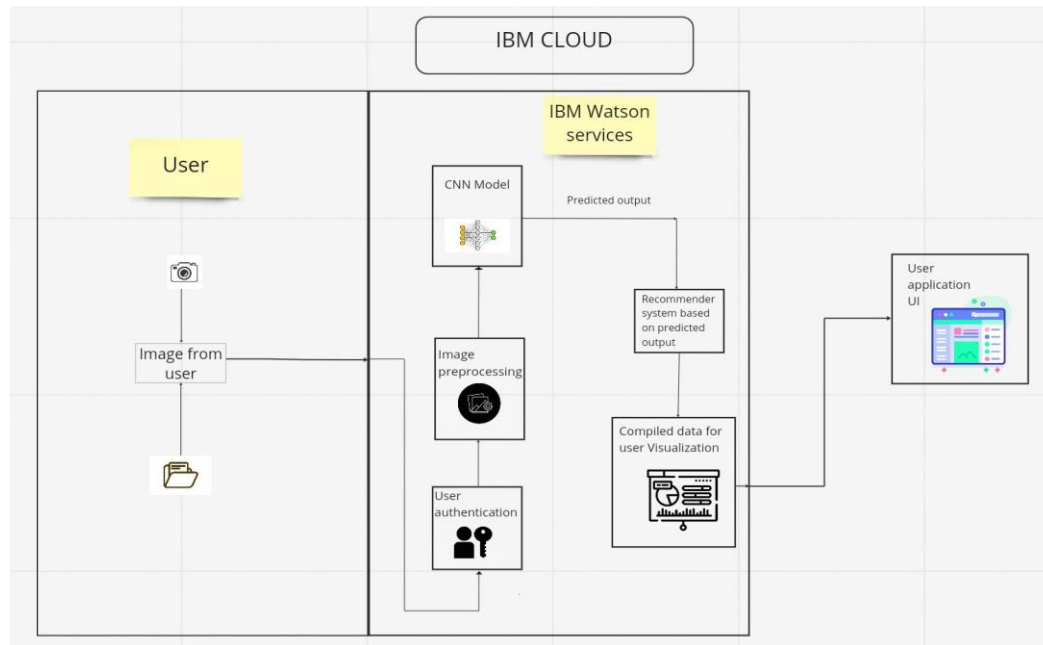 IBM CLOUD
User
Image from
user
IBM Watson
services
CNN Model
Predicted output
Image
preprocessing
User
authentication
Recommender
system based
on predicted
output
Compiled data for
user Visualization
User
application
UI